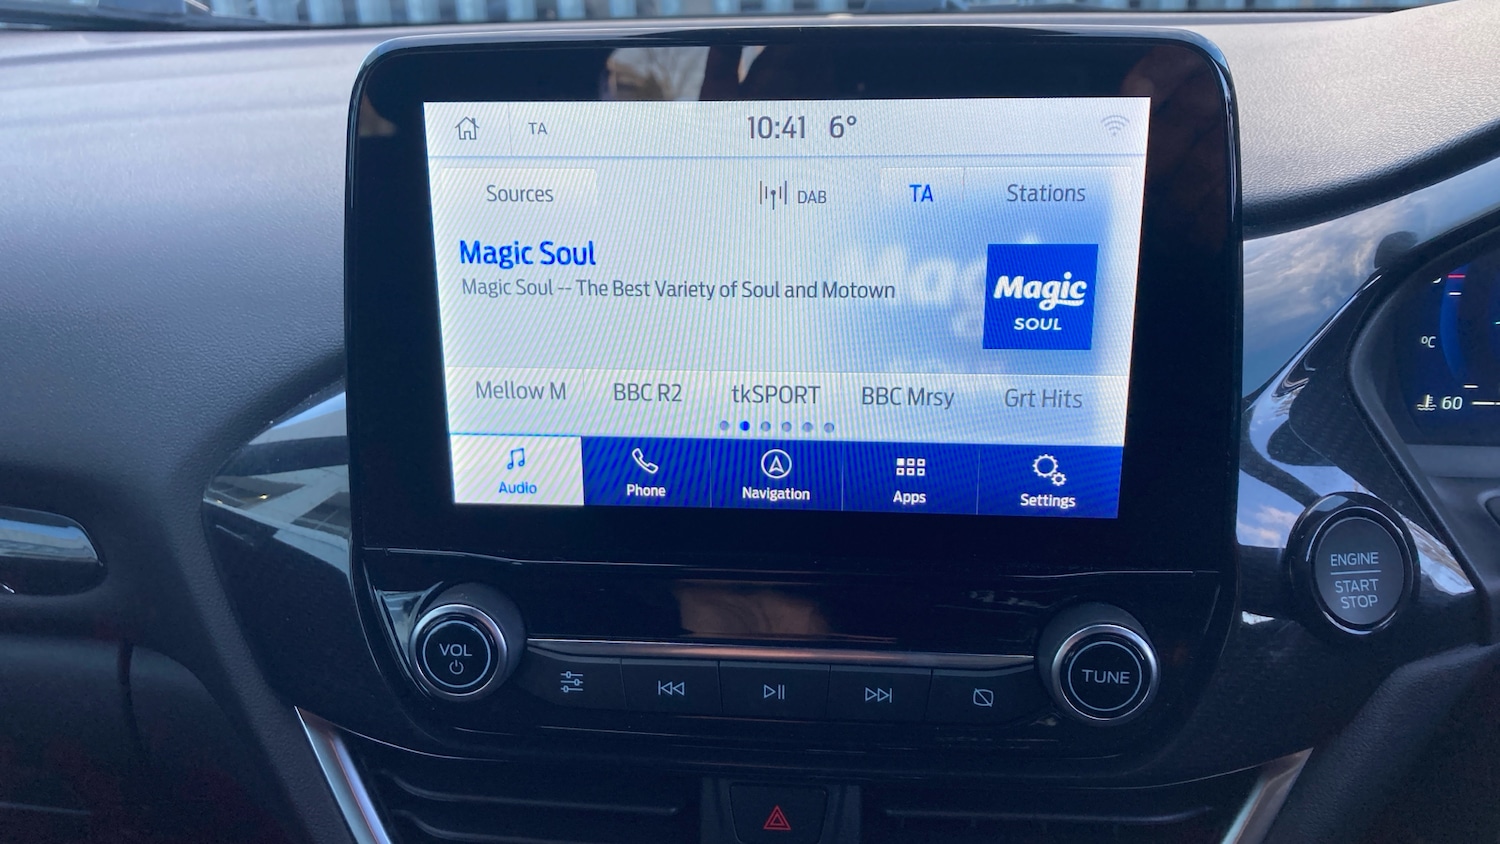 TA 10:41 6°
Sources DAB TA Stations
Magic Soul
Magic Soul -- The Best Variety of Soul and Motown
Magic
SOUL
Mellow M BBC R2 tkSPORT BBC Mrsy Grt Hits
Audio Phone Navigation Apps Settings
°C
60
ENGINE
START
STOP
VOL
TUNE